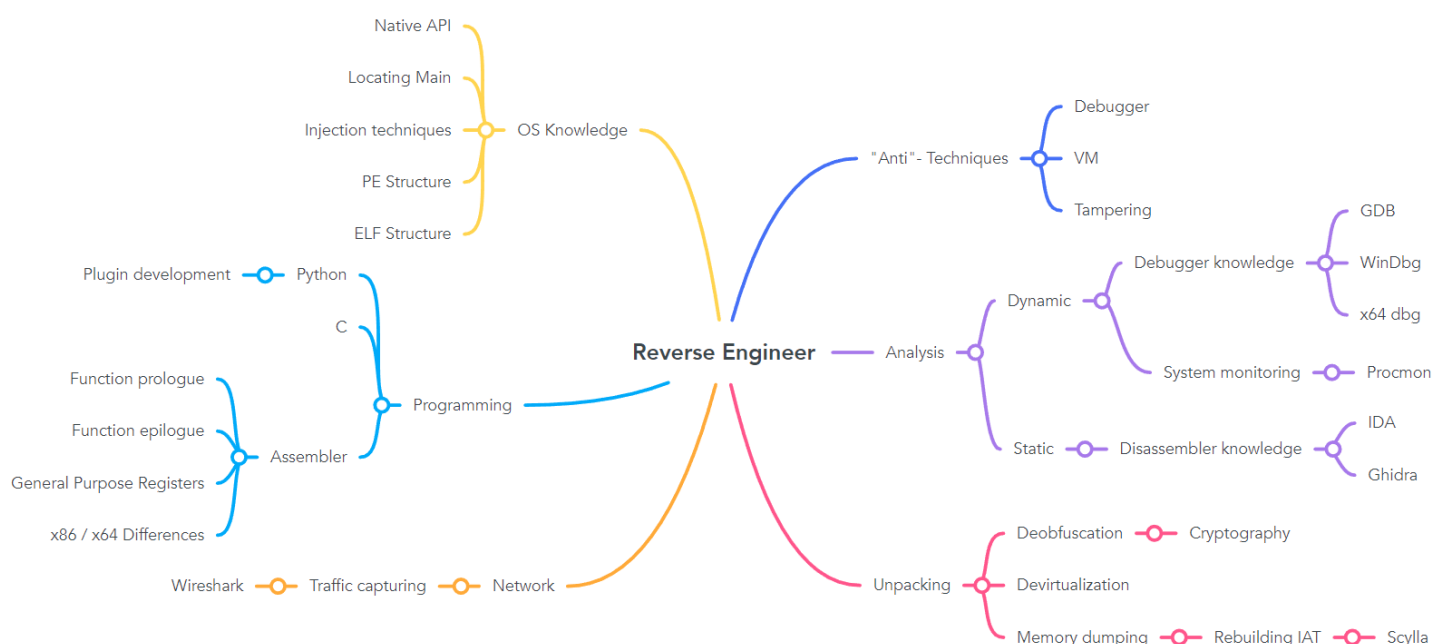 Native API
Locating Main
Injection techniques
OS Knowledge
PE Structure
ELF Structure
Plugin development
Python
C
Function prologue
Programming
Function epilogue
Assembler
General Purpose Registers
x86 / x64 Differences
Wireshark
Traffic capturing
Network
Reverse Engineer
"Anti"- Techniques
Debugger
VM
Tampering
Analysis
Dynamic
Debugger knowledge
GDB
WinDbg
x64 dbg
System monitoring
Procmon
Static
Disassembler knowledge
IDA
Ghidra
Unpacking
Deobfuscation
Cryptography
Devirtualization
Memory dumping
Rebuilding IAT
Scylla